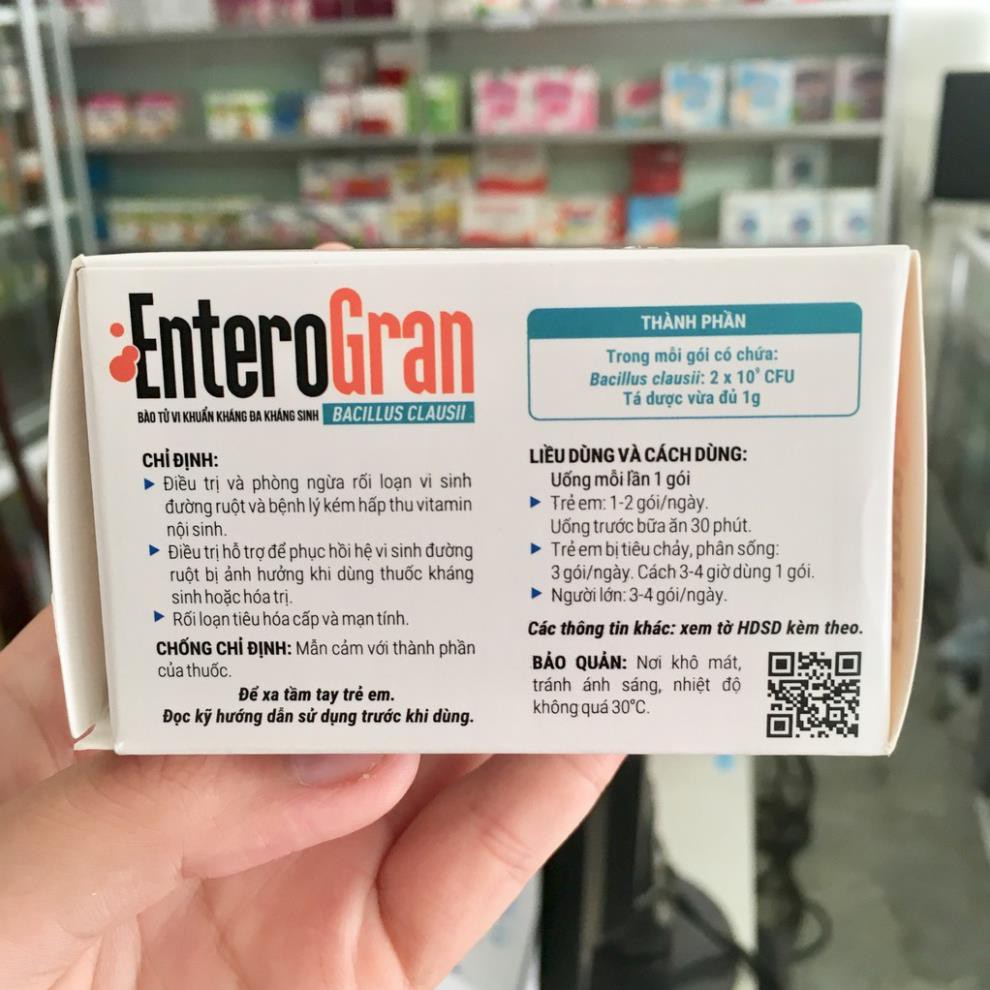 EnteroGran
BÀO TỬ VI KHUẨN KHÁNG ĐA KHÁNG SINH BACILLUS CLAUSII
CHỈ ĐỊNH:
Điều trị và phòng ngừa rối loạn vi sinh
đường ruột và bệnh lý kém hấp thu vitamin
nội sinh.
Điều trị hỗ trợ để phục hồi hệ vi sinh đường
ruột bị ảnh hưởng khi dùng thuốc kháng
sinh hoặc hóa trị.
Rối loạn tiêu hóa cấp và mạn tính.
CHỐNG CHỈ ĐỊNH: Mẫn cảm với thành phần
của thuốc.
Để xa tầm tay trẻ em.
Đọc kỹ hướng dẫn sử dụng trước khi dùng.
THÀNH PHẦN
Trong mỗi gói có chứa:
Bacillus clausii: 2 x 10⁹ CFU
Tá dược vừa đủ 1g
LIỀU DÙNG VÀ CÁCH DÙNG:
Uống mỗi lần 1 gói
Trẻ em: 1-2 gói/ngày.
Uống trước bữa ăn 30 phút.
Trẻ em bị tiêu chảy, phân sống:
3 gói/ngày. Cách 3-4 giờ dùng 1 gói.
Người lớn: 3-4 gói/ngày.
Các thông tin khác: xem tờ HDSD kèm theo.
BẢO QUẢN: Nơi khô mát,
tránh ánh sáng, nhiệt độ
không quá 30°C.